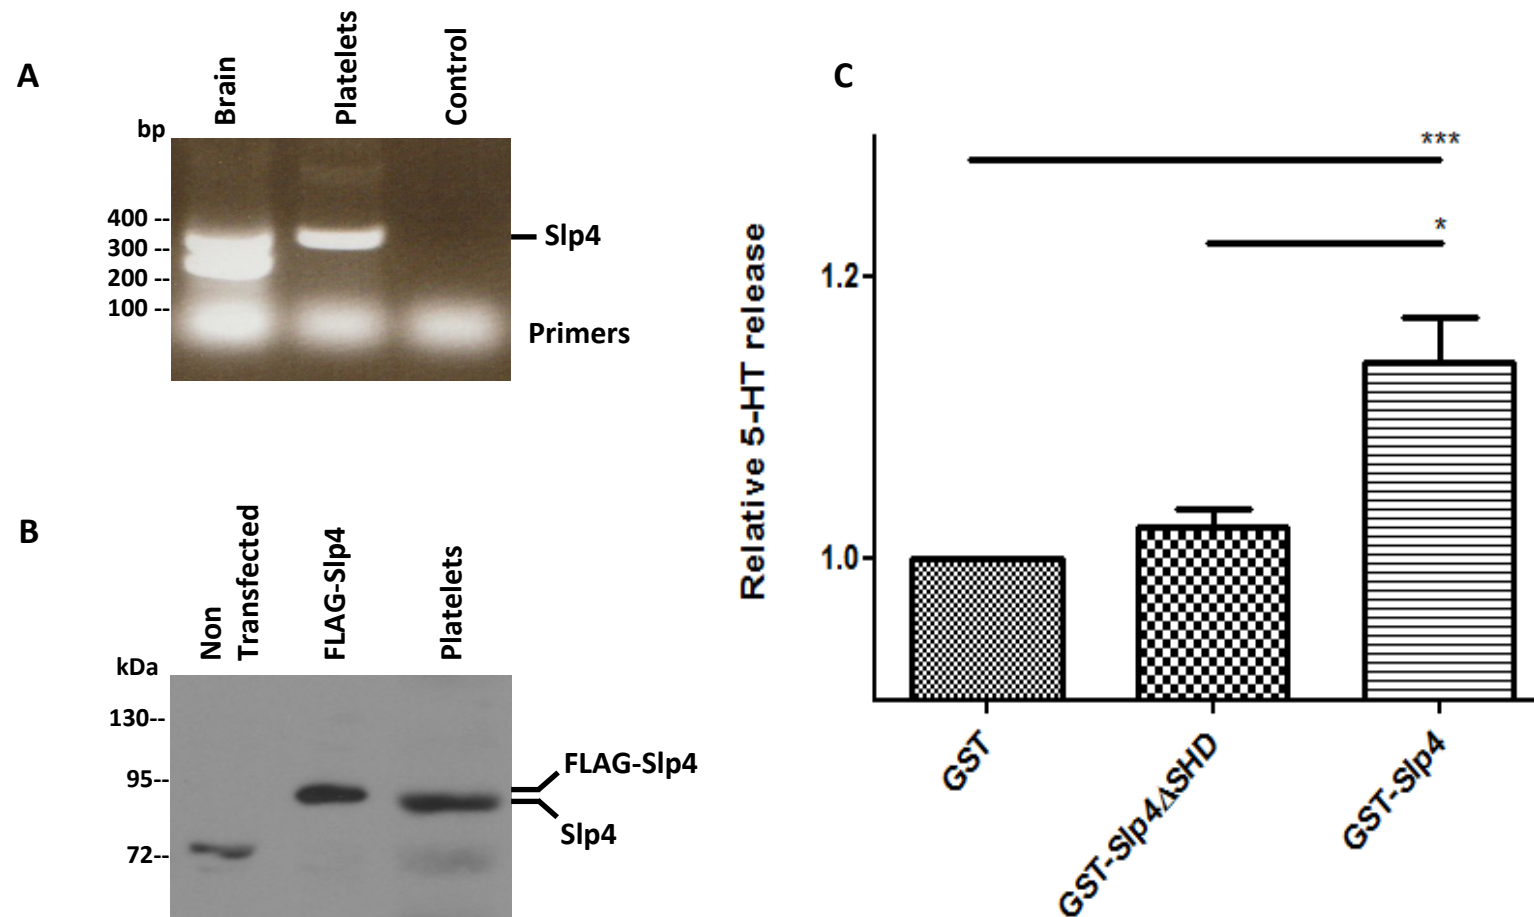 A
bp
Brain
Platelets
Control
400 --
300 --
200 --
100 --
Slp4
Primers
B
kDa
Non
Transfected
FLAG-Slp4
Platelets
130--
95--
72--
FLAG-Slp4
Slp4
C
Relative 5-HT release
1.2
1.0
***
*
GST
GST-Slp4ΔSHD
GST-Slp4